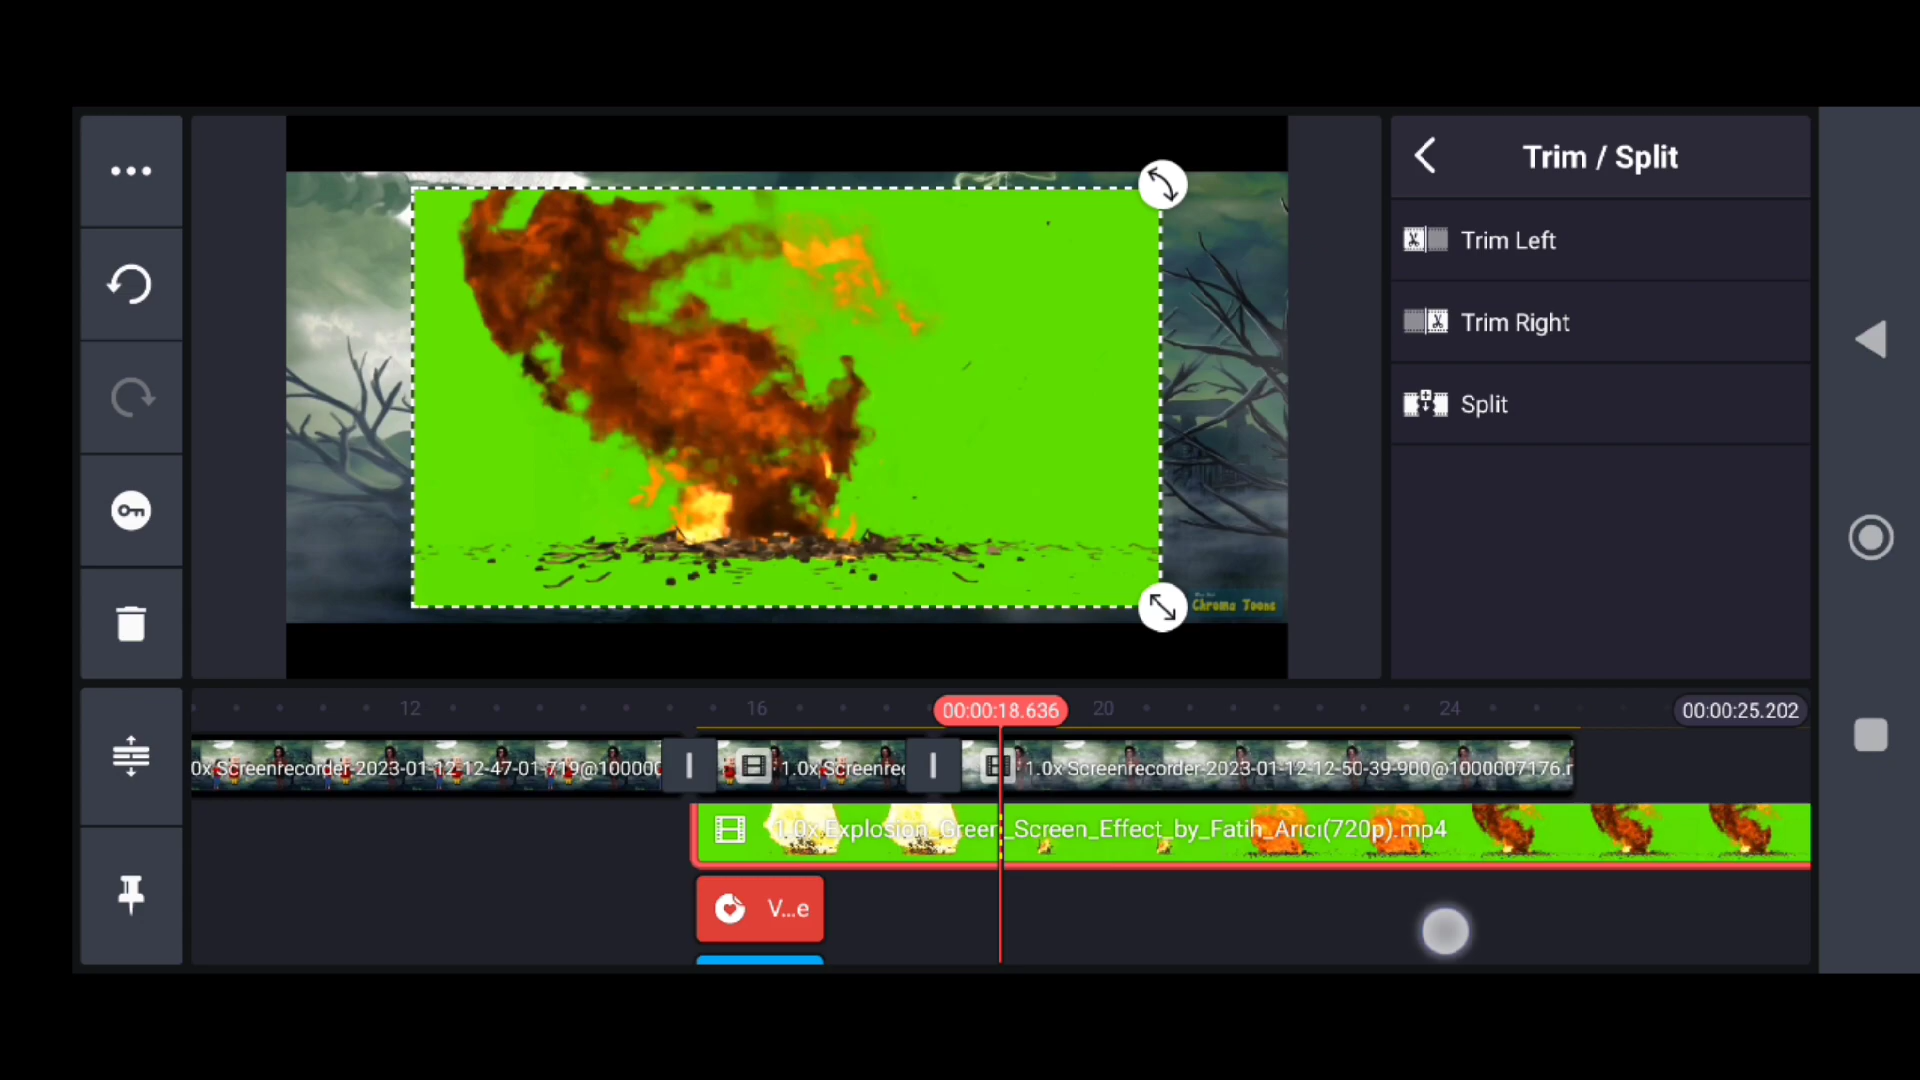 Trim / Split
Trim Left
Trim Right
Split
Chroma Toons
12
16
00:00:18.636
20
24
00:00:25.202
0x Screenrecorder-2023-01-12-12-47-01-719@100000
1.0x Screenrec
1.0x Screenrecorder-2023-01-12-12-50-39-900@1000007176.r
1.0x Explosion_Green_Screen_Effect_by_Fatih_Arıcı(720p).mp4
V...e